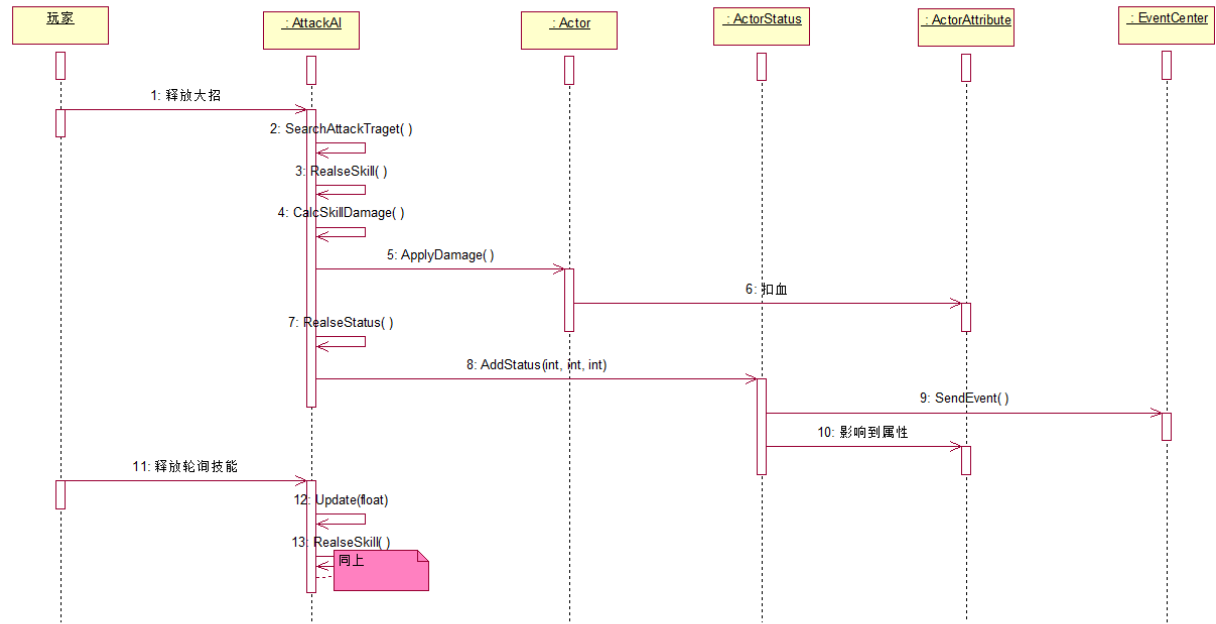 玩家
: AttackAI
: Actor
: ActorStatus
: ActorAttribute
: EventCenter
1: 释放大招
2: SearchAttackTraget( )
3: RealseSkill( )
4: CalcSkillDamage( )
5: ApplyDamage( )
6: 扣血
7: RealseStatus( )
8: AddStatus(int, int, int)
9: SendEvent( )
10: 影响到属性
11: 释放轮询技能
12: Update(float)
13: RealseSkill( )
同上